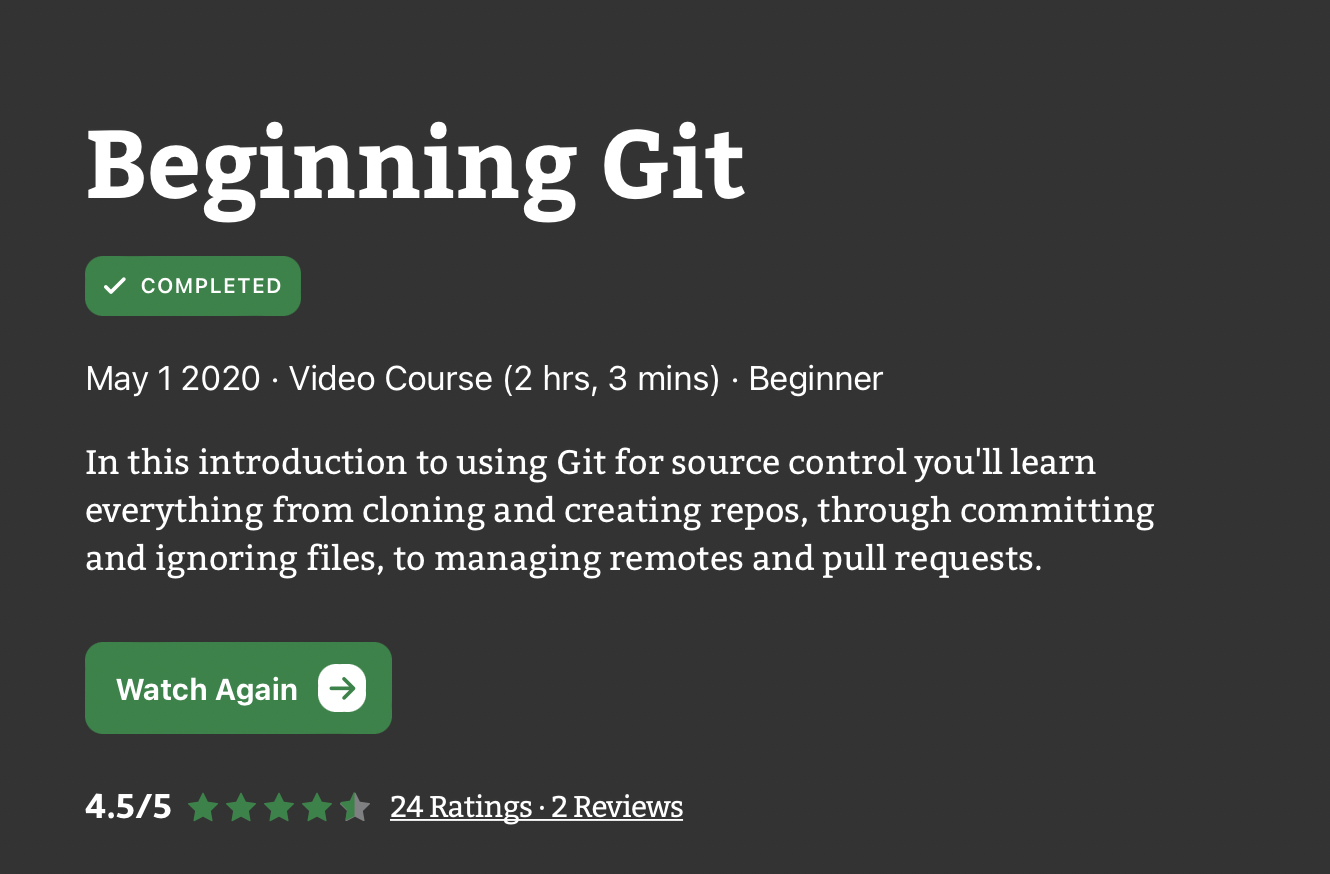 Beginning Git
COMPLETED
May 1 2020 · Video Course (2 hrs, 3 mins) · Beginner
In this introduction to using Git for source control you'll learn
everything from cloning and creating repos, through committing
and ignoring files, to managing remotes and pull requests.
Watch Again
4.5/5 24 Ratings · 2 Reviews